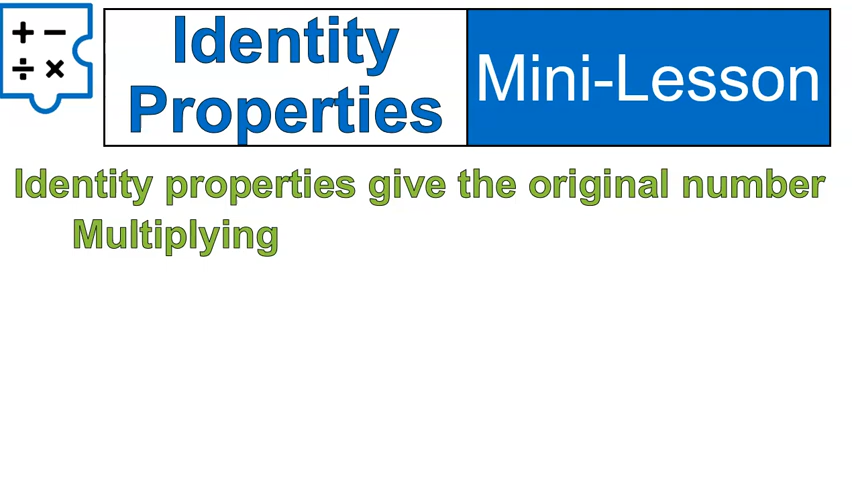 + −
÷ ×
Identity
Properties
Mini-Lesson
Identity properties give the original number
Multiplying